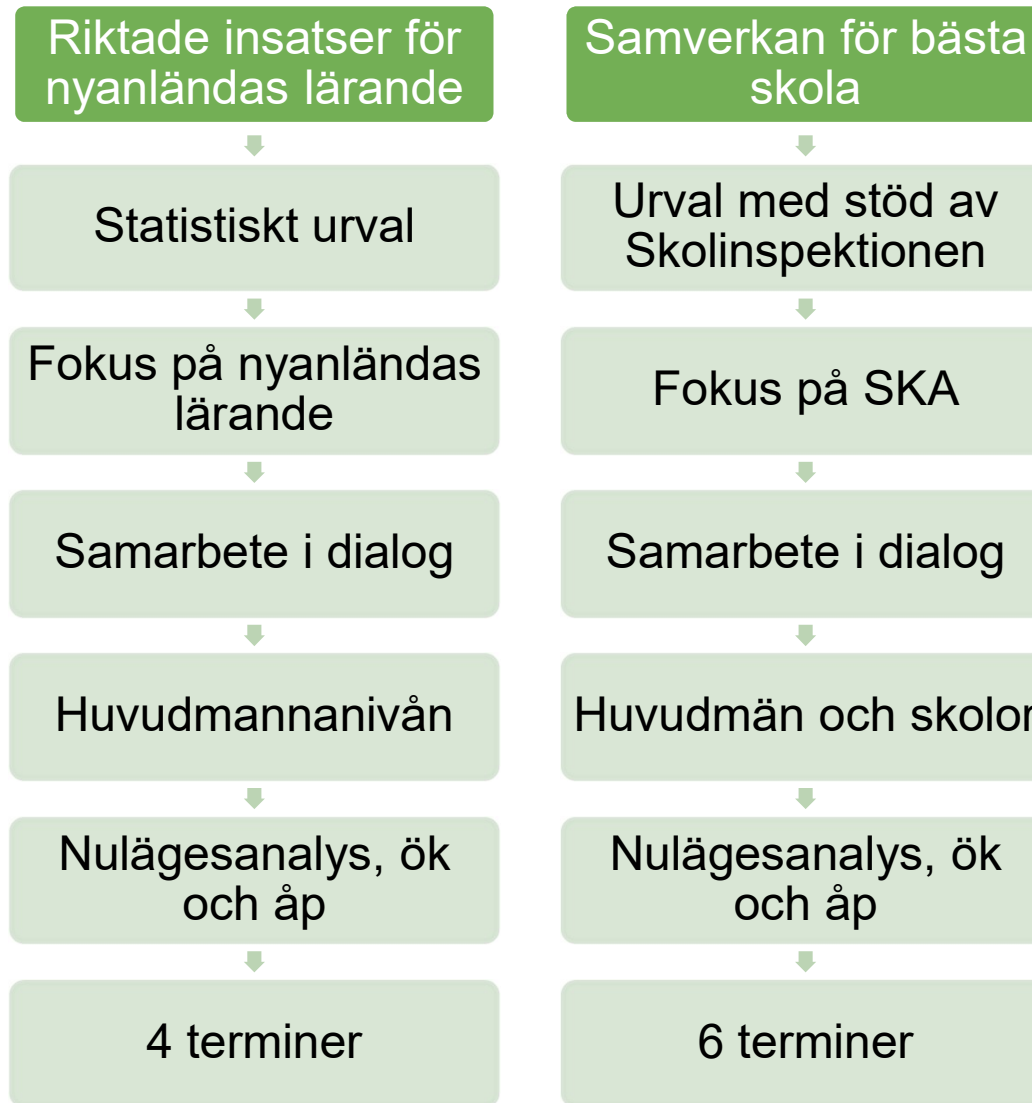 Riktade insatser för
nyanländas lärande
Statistiskt urval
Fokus på nyanländas
lärande
Samarbete i dialog
Huvudmannanivån
Nulägesanalys, ök
och åp
4 terminer
Samverkan för bästa
skola
Urval med stöd av
Skolinspektionen
Fokus på SKA
Samarbete i dialog
Huvudmän och skolor
Nulägesanalys, ök
och åp
6 terminer